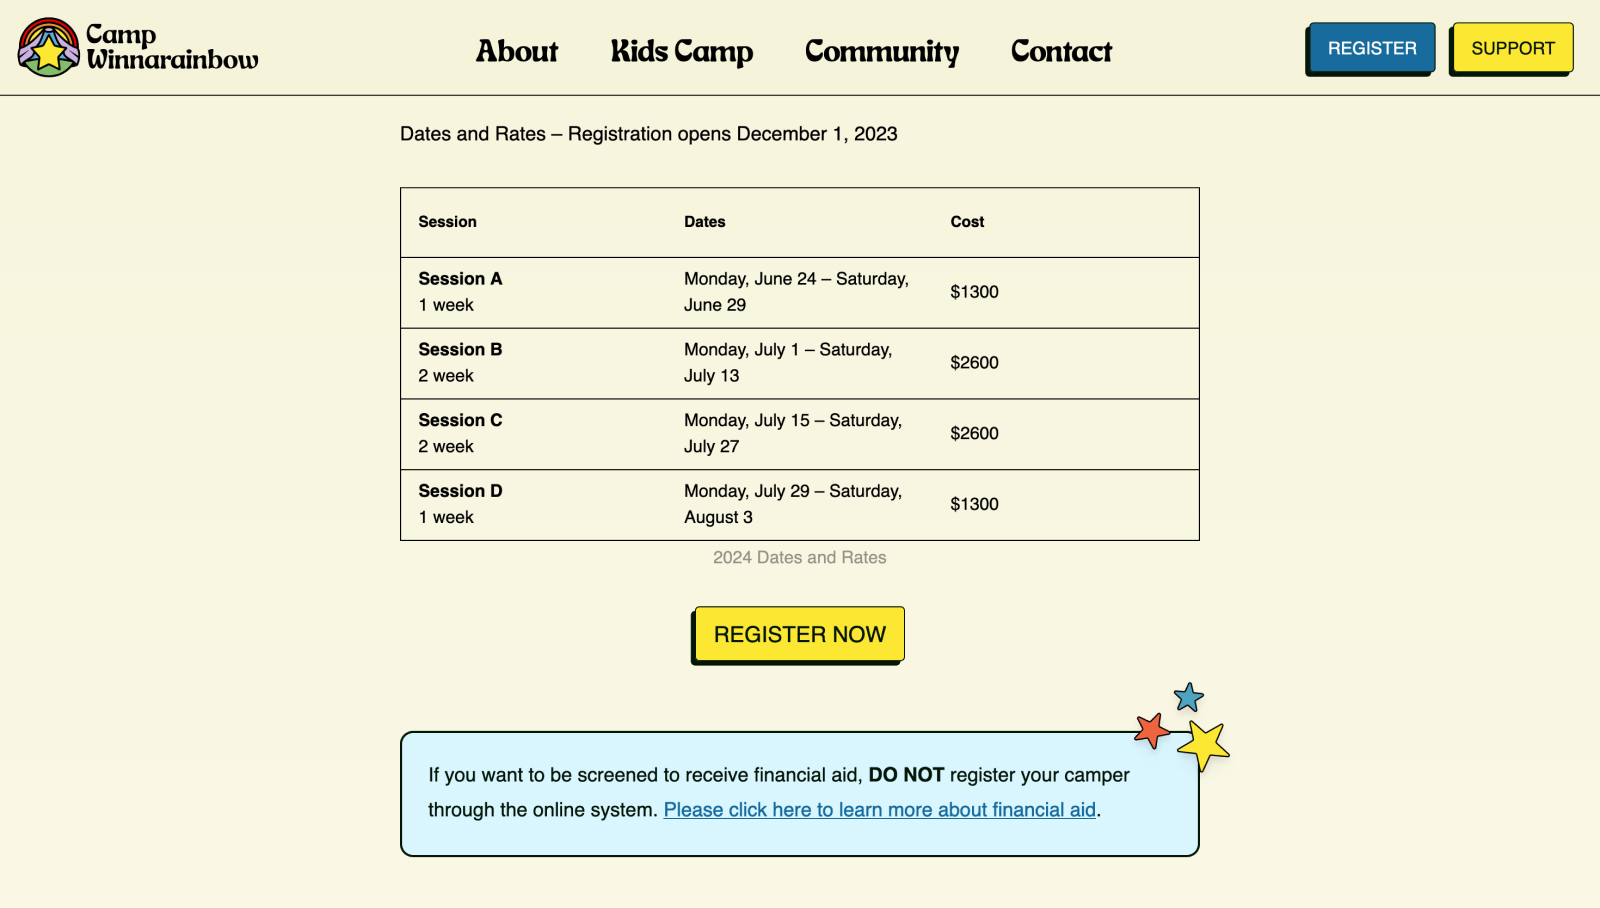 Camp
Winnarainbow
About
Kids Camp
Community
Contact
REGISTER
SUPPORT
Dates and Rates – Registration opens December 1, 2023
Session
Dates
Cost
Session A
1 week
Monday, June 24 – Saturday,
June 29
$1300
Session B
2 week
Monday, July 1 – Saturday,
July 13
$2600
Session C
2 week
Monday, July 15 – Saturday,
July 27
$2600
Session D
1 week
Monday, July 29 – Saturday,
August 3
$1300
2024 Dates and Rates
REGISTER NOW
If you want to be screened to receive financial aid, DO NOT register your camper
through the online system. Please click here to learn more about financial aid.